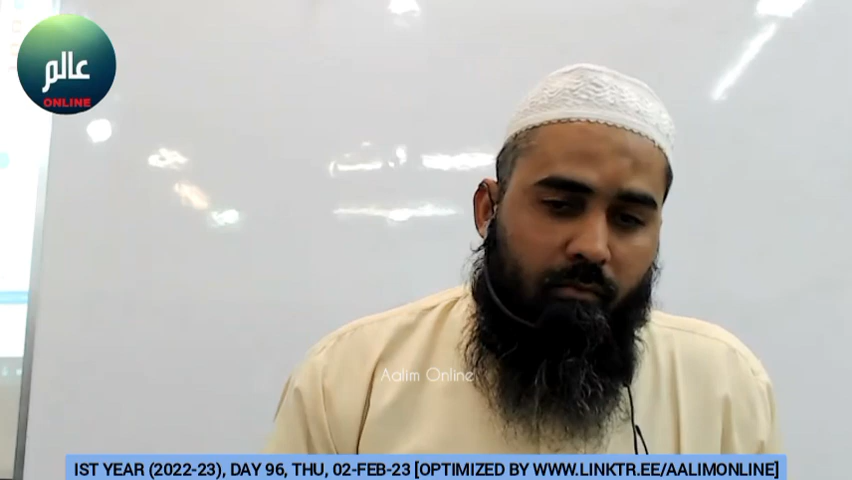 عالم
ONLINE
Aalim Online
IST YEAR (2022-23), DAY 96, THU, 02-FEB-23 [OPTIMIZED BY WWW.LINKTR.EE/AALIMONLINE]